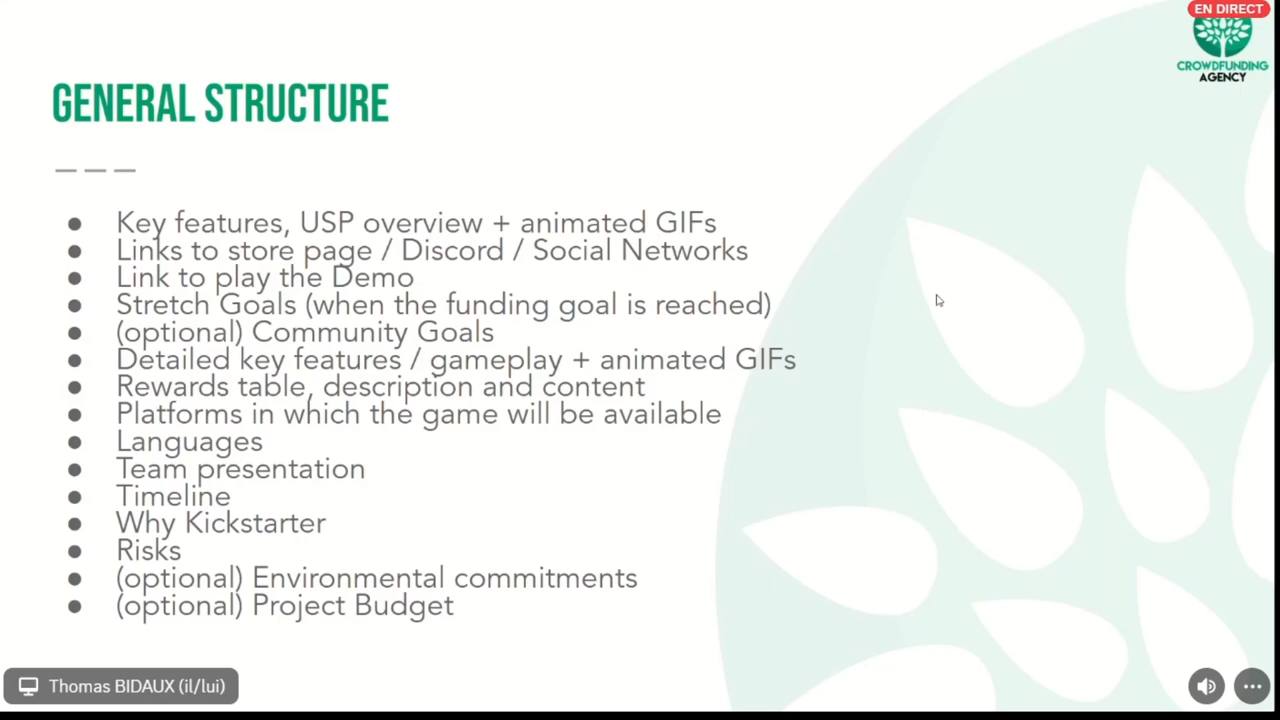 EN DIRECT
CROWDFUNDING
AGENCY
GENERAL STRUCTURE
● Key features, USP overview + animated GIFs
● Links to store page / Discord / Social Networks
● Link to play the Demo
● Stretch Goals (when the funding goal is reached)
● (optional) Community Goals
● Detailed key features / gameplay + animated GIFs
● Rewards table, description and content
● Platforms in which the game will be available
● Languages
● Team presentation
● Timeline
● Why Kickstarter
● Risks
● (optional) Environmental commitments
● (optional) Project Budget
Thomas BIDAUX (il/lui)